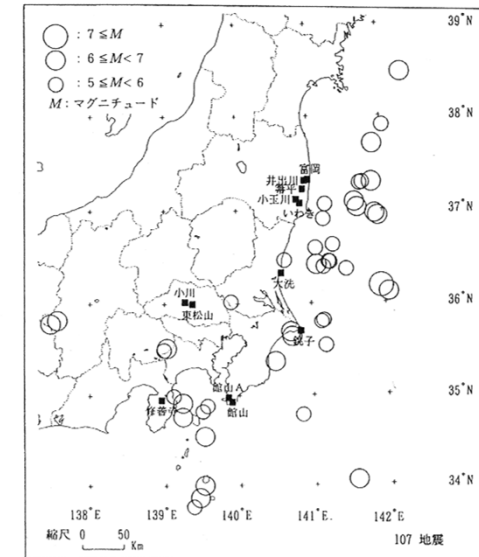 39°N
: 7≦M
: 6≦M<7
: 5≦M<6
M：マグニチュード
38°N
富岡
井出川
小玉川
いわき
37°N
大洗
小川
東松山
36°N
銚子
35°N
館山A
館山
修善寺
34°N
138°E 139°E 140°E 141°E 142°E
縮尺 0 50 Km
107 地震